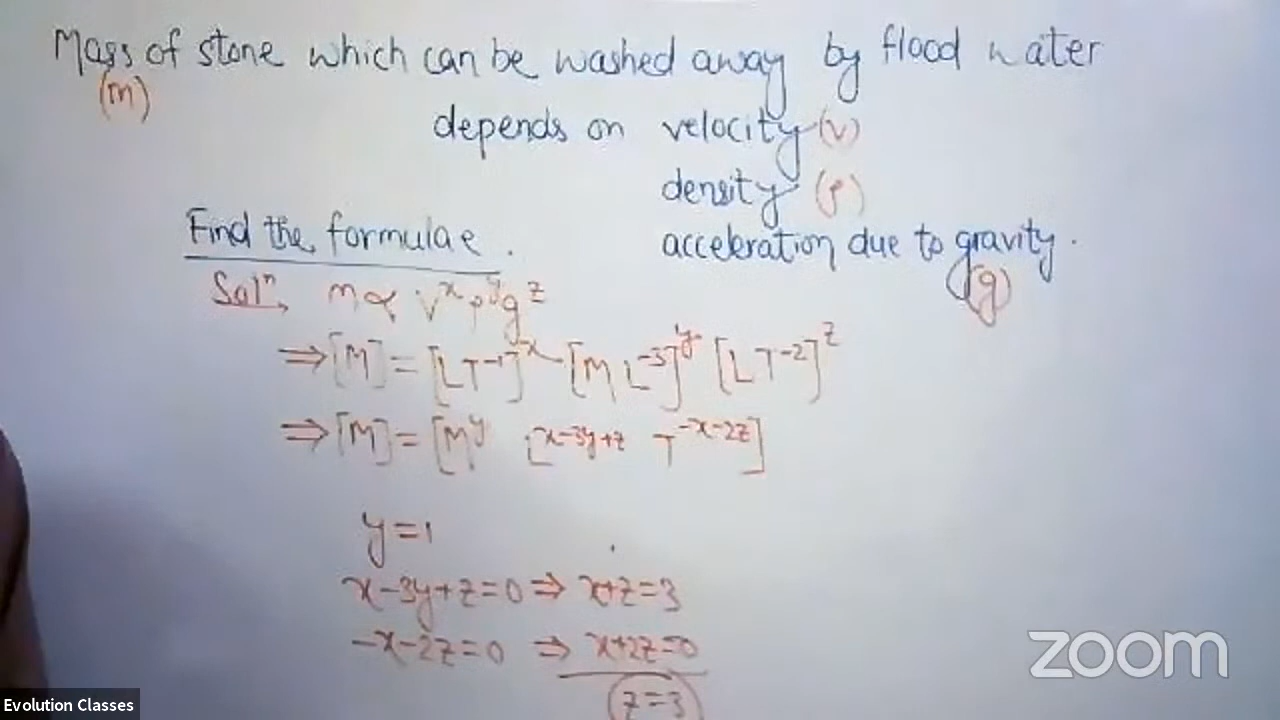 Mass of stone which can be washed away by flood water
(m)
depends on velocity (v)
density (ρ)
Find the formulae. acceleration due to gravity.
(g)
Solⁿ, m ∝ v^x ρ^y g^z
⇒ [M] = [LT⁻¹]^x [ML⁻³]^y [LT⁻²]^z
⇒ [M] = [M^y L^x-3y+z T^-x-2z]
y = 1
x-3y+z=0 ⇒ x+z=3
-x-2z=0 ⇒ x+2z=0
z=3
zoom
Evolution Classes